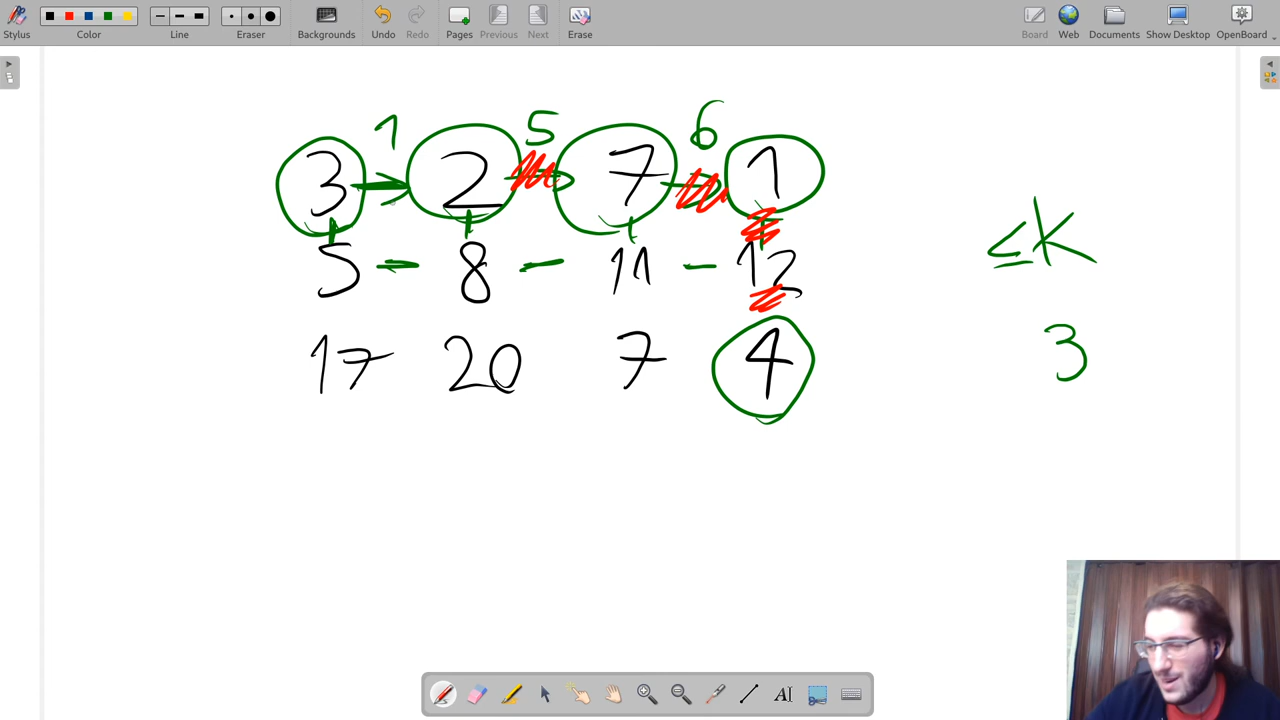 Stylus Color Line Eraser Backgrounds Undo Redo Pages Previous Next Erase Board Web Documents Show Desktop OpenBoard
1 5 6
3 2 7 1
5 8 11 12
≤K
17 20 7 4
3
AI